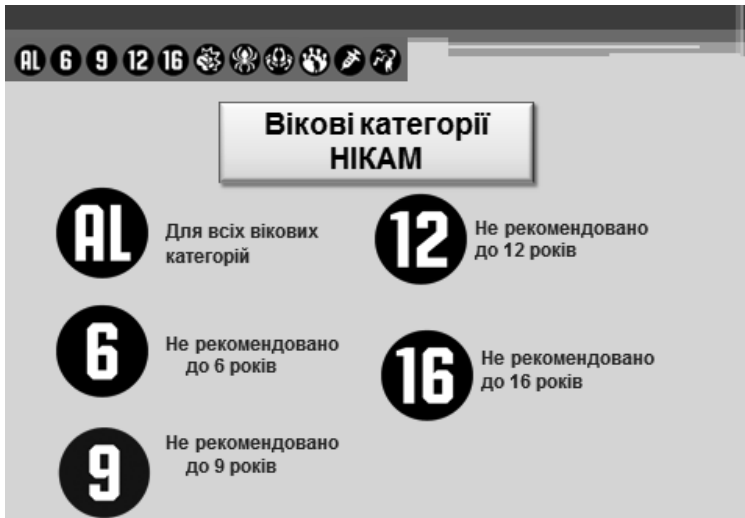 AL 6 9 12 16
Вікові категорії
НІКАМ
AL
Для всіх вікових
категорій
6
Не рекомендовано
до 6 років
9
Не рекомендовано
до 9 років
12
Не рекомендовано
до 12 років
16
Не рекомендовано
до 16 років